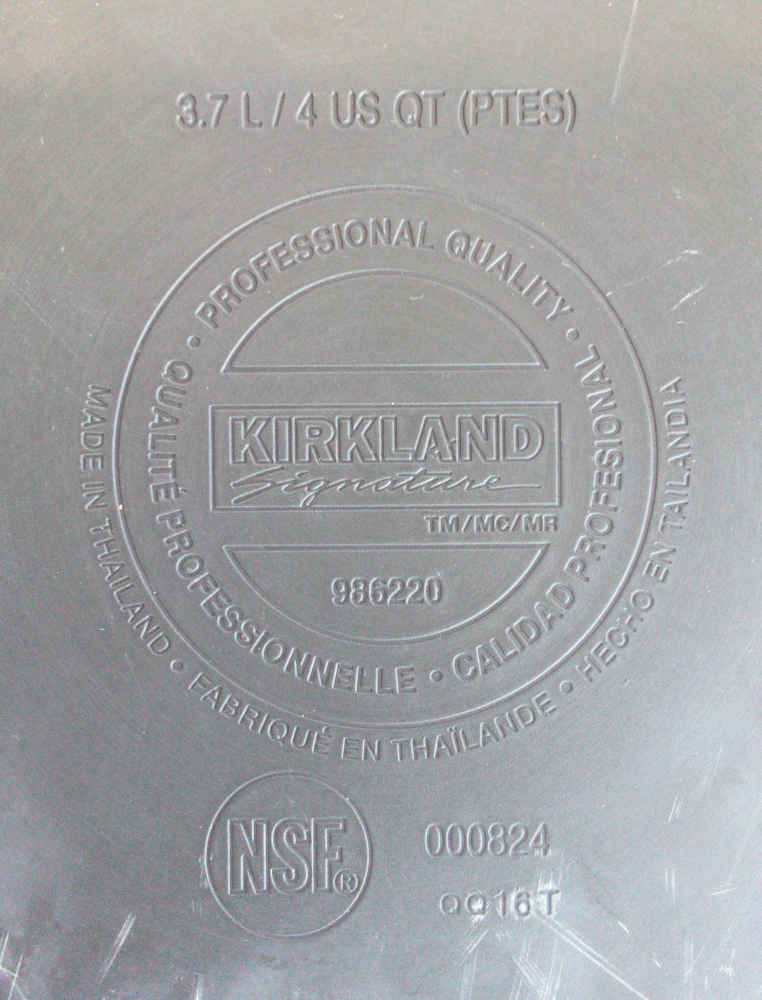 3.7 L / 4 US QT (PTES)
PROFESSIONAL QUALITY •
CALIDAD PROFESIONAL •
QUALITÉ PROFESSIONNELLE •
KIRKLAND
Signature
TM/MC/MR
936220
MADE IN THAILAND • FABRIQUÉ EN THAÏLANDE • HECHO EN TAILANDIA
NSF®
000824
QQ16T